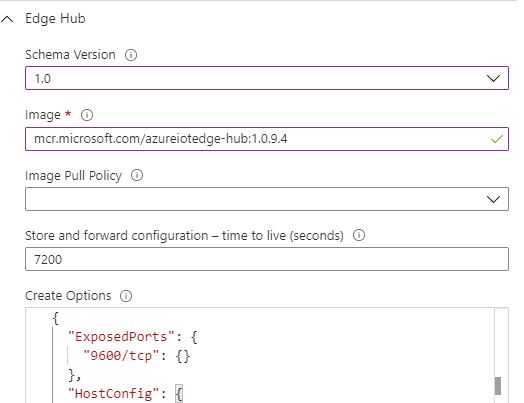 Edge Hub
Schema Version
1.0
Image *
mcr.microsoft.com/azureiotedge-hub:1.0.9.4
Image Pull Policy
Store and forward configuration – time to live (seconds)
7200
Create Options
{
"ExposedPorts": {
"9600/tcp": {}
},
"HostConfig": {